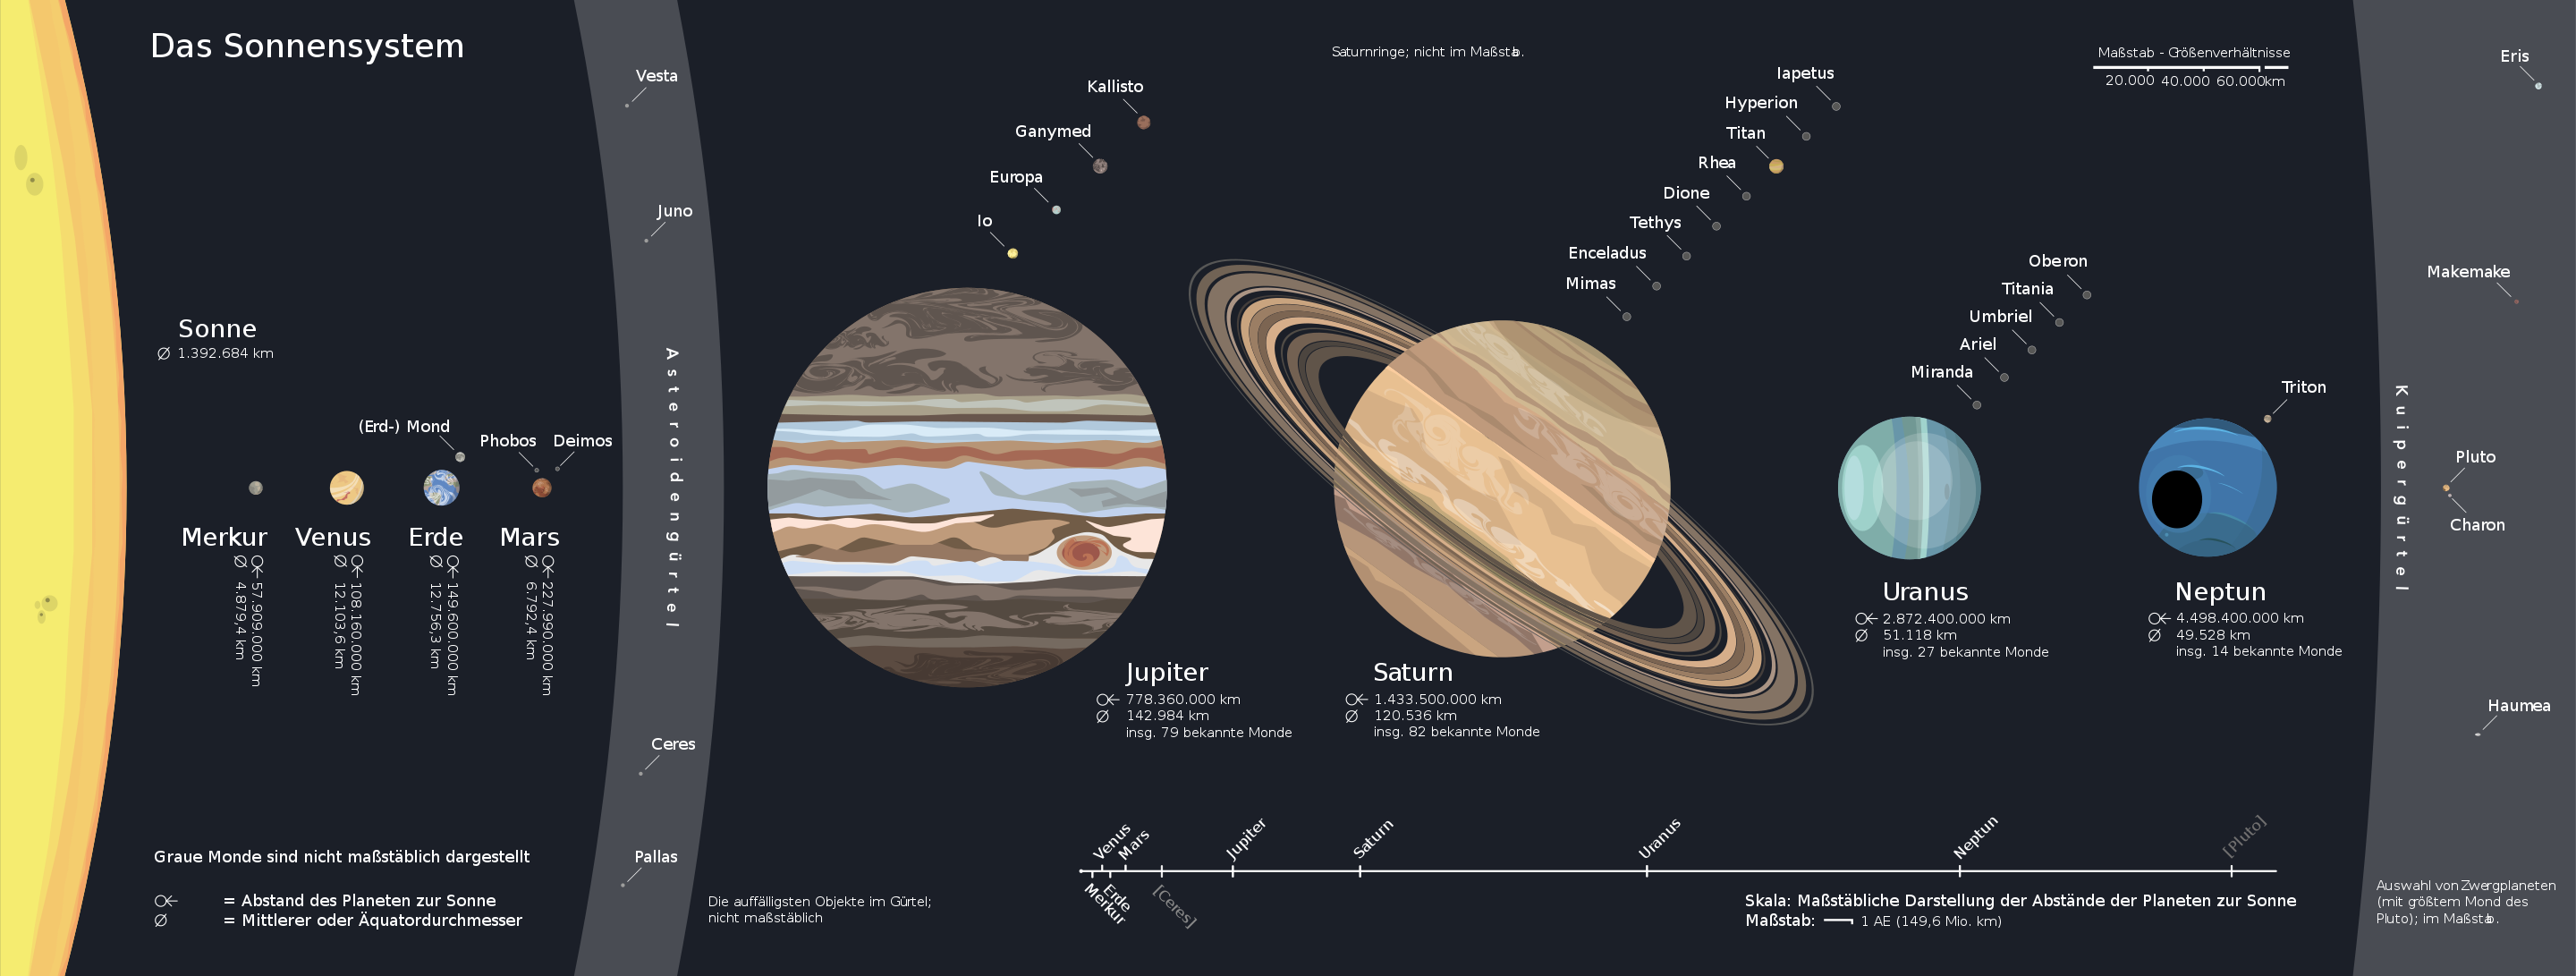 Das Sonnensystem
Sonne
Ø 1.392.684 km
(Erd-) Mond
Phobos
Deimos
Merkur
57.909.000 km
Ø 4.879,4 km
Venus
108.160.000 km
Ø 12.103,6 km
Erde
149.600.000 km
Ø 12.756,3 km
Mars
227.990.000 km
Ø 6.792,4 km
Graue Monde sind nicht maßstäblich dargestellt
= Abstand des Planeten zur Sonne
Ø = Mittlerer oder Äquatordurchmesser
Vesta
Juno
Asteroidengürtel
Ceres
Pallas
Die auffälligsten Objekte im Gürtel;
nicht maßstäblich
Kallisto
Ganymed
Europa
Io
Jupiter
778.360.000 km
Ø 142.984 km
insg. 79 bekannte Monde
Saturnringe; nicht im Maßstab.
Iapetus
Hyperion
Titan
Rhea
Dione
Tethys
Enceladus
Mimas
Saturn
1.433.500.000 km
Ø 120.536 km
insg. 82 bekannte Monde
Oberon
Titania
Umbriel
Ariel
Miranda
Uranus
2.872.400.000 km
Ø 51.118 km
insg. 27 bekannte Monde
Maßstab - Größenverhältnisse
20.000 40.000 60.000km
Triton
Neptun
4.498.400.000 km
Ø 49.528 km
insg. 14 bekannte Monde
Eris
Makemake
Kuipergürtel
Pluto
Charon
Haumea
Auswahl von Zwergplaneten
(mit größtem Mond des
Pluto); im Maßstab.
Merkur
Venus
Erde
Mars
[Ceres]
Jupiter
Saturn
Uranus
Neptun
[Pluto]
Skala: Maßstäbliche Darstellung der Abstände der Planeten zur Sonne
Maßstab: 1 AE (149,6 Mio. km)